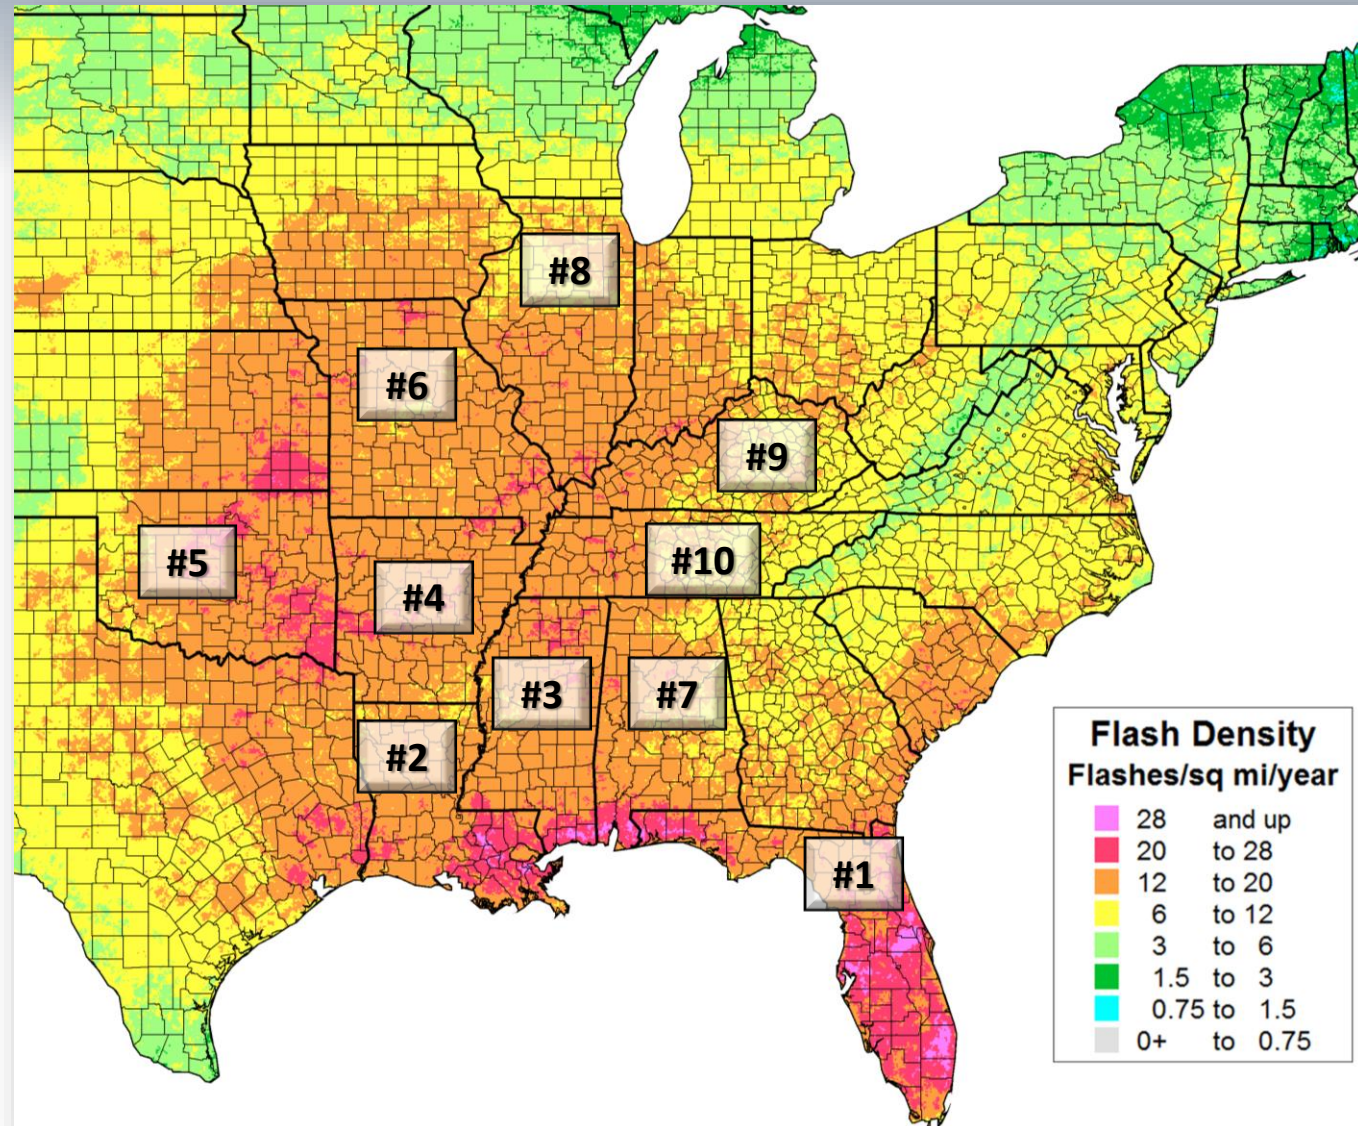 #8
#6
#9
#5
#10
#4
#3
#7
#2
#1
Flash Density
Flashes/sq mi/year
28 and up
20 to 28
12 to 20
6 to 12
3 to 6
1.5 to 3
0.75 to 1.5
0+ to 0.75